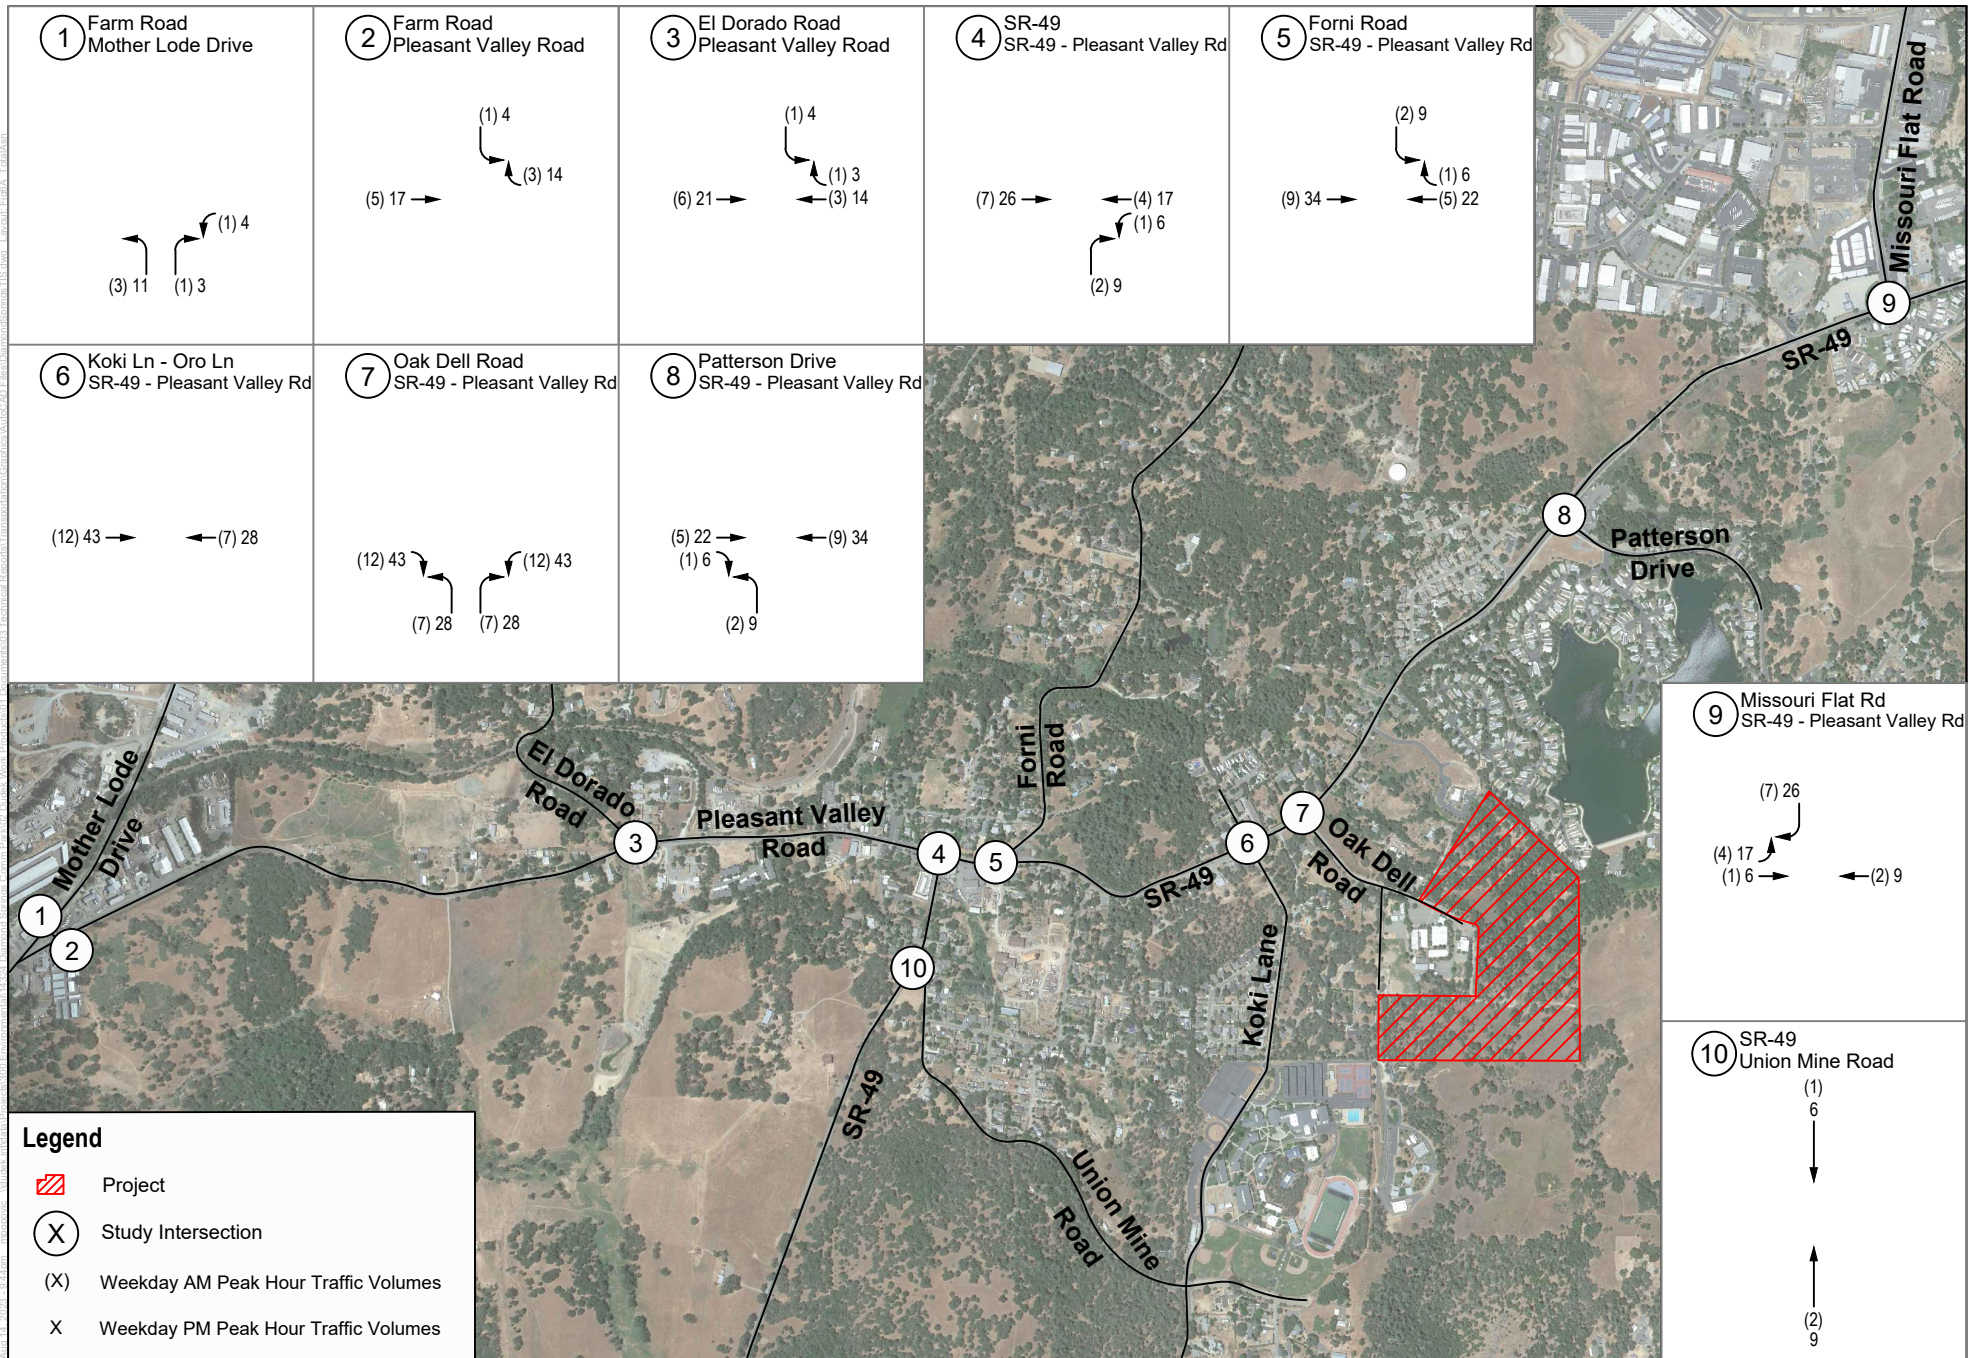 1
Farm Road
Mother Lode Drive
(1) 4
(3) 11
(1) 3
2
Farm Road
Pleasant Valley Road
(1) 4
(3) 14
(5) 17
3
El Dorado Road
Pleasant Valley Road
(1) 4
(1) 3
(6) 21
(3) 14
4
SR-49
SR-49 - Pleasant Valley Rd
(7) 26
(4) 17
(1) 6
(2) 9
5
Forni Road
SR-49 - Pleasant Valley Rd
(2) 9
(1) 6
(9) 34
(5) 22
6
Koki Ln - Oro Ln
SR-49 - Pleasant Valley Rd
(12) 43
(7) 28
7
Oak Dell Road
SR-49 - Pleasant Valley Rd
(12) 43
(12) 43
(7) 28
(7) 28
8
Patterson Drive
SR-49 - Pleasant Valley Rd
(5) 22
(9) 34
(1) 6
(2) 9
Missouri Flat Road
9
SR-49
8
Patterson
Drive
9
Missouri Flat Rd
SR-49 - Pleasant Valley Rd
(7) 26
(4) 17
(1) 6
(2) 9
Mother Lode
Drive
El Dorado
Road
Pleasant Valley
Road
Forni
Road
1
2
3
4
5
6
7
Oak Dell
Road
SR-49
10
Koki Lane
SR-49
Union Mine
Road
10
SR-49
Union Mine Road
(1)
6
(2)
9
Legend
Project
X
Study Intersection
(X)
Weekday AM Peak Hour Traffic Volumes
X
Weekday PM Peak Hour Traffic Volumes